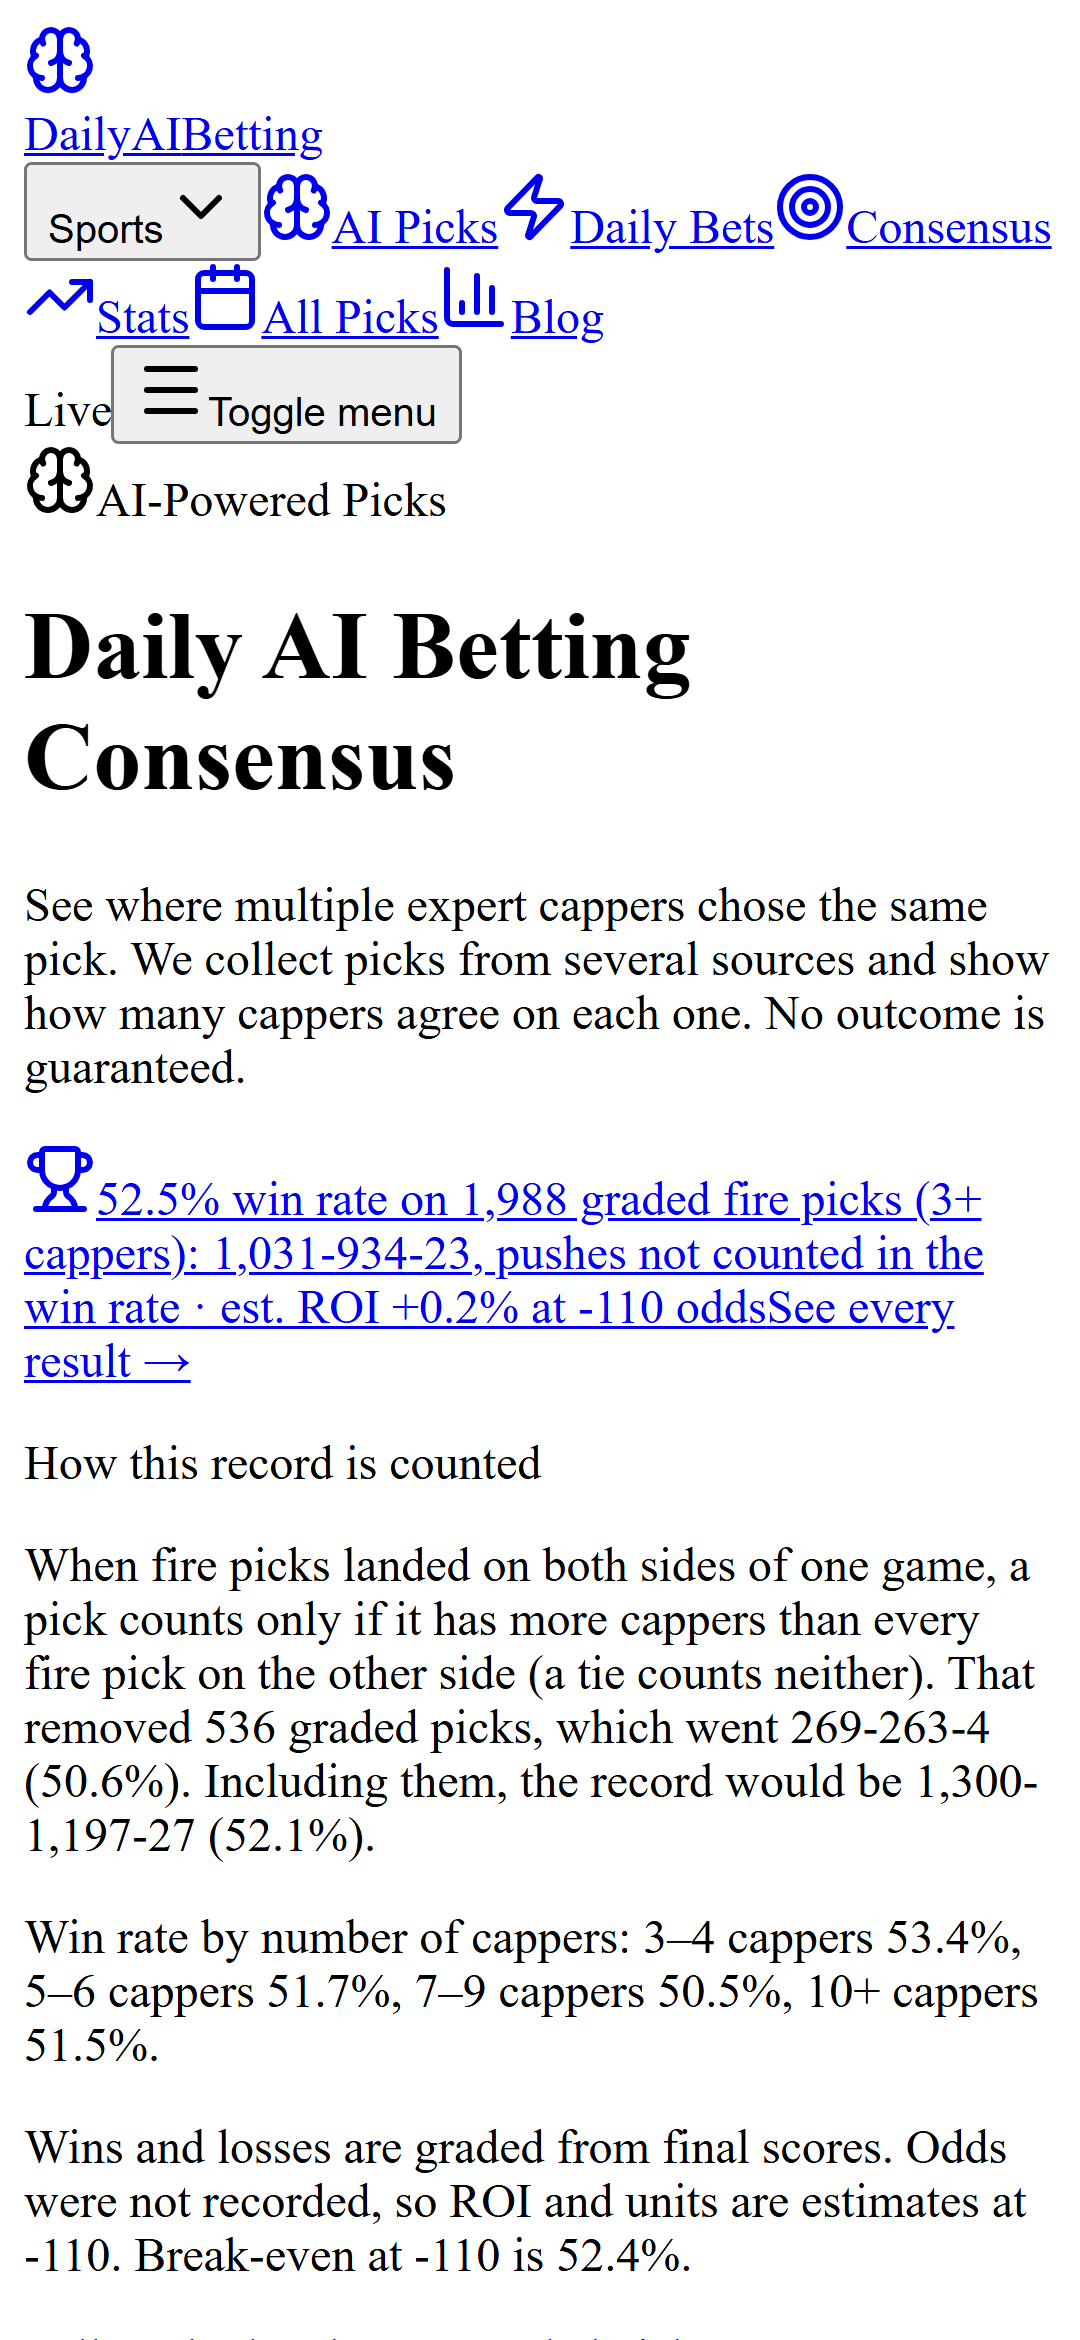 DailyAIBetting
Sports AI Picks Daily Bets Consensus
Stats All Picks Blog
Live Toggle menu
AI-Powered Picks
Daily AI Betting
Consensus
See where multiple expert cappers chose the same
pick. We collect picks from several sources and show
how many cappers agree on each one. No outcome is
guaranteed.
52.5% win rate on 1,988 graded fire picks (3+
cappers): 1,031-934-23, pushes not counted in the
win rate · est. ROI +0.2% at -110 oddsSee every
result →
How this record is counted
When fire picks landed on both sides of one game, a
pick counts only if it has more cappers than every
fire pick on the other side (a tie counts neither). That
removed 536 graded picks, which went 269-263-4
(50.6%). Including them, the record would be 1,300-
1,197-27 (52.1%).
Win rate by number of cappers: 3–4 cappers 53.4%,
5–6 cappers 51.7%, 7–9 cappers 50.5%, 10+ cappers
51.5%.
Wins and losses are graded from final scores. Odds
were not recorded, so ROI and units are estimates at
-110. Break-even at -110 is 52.4%.